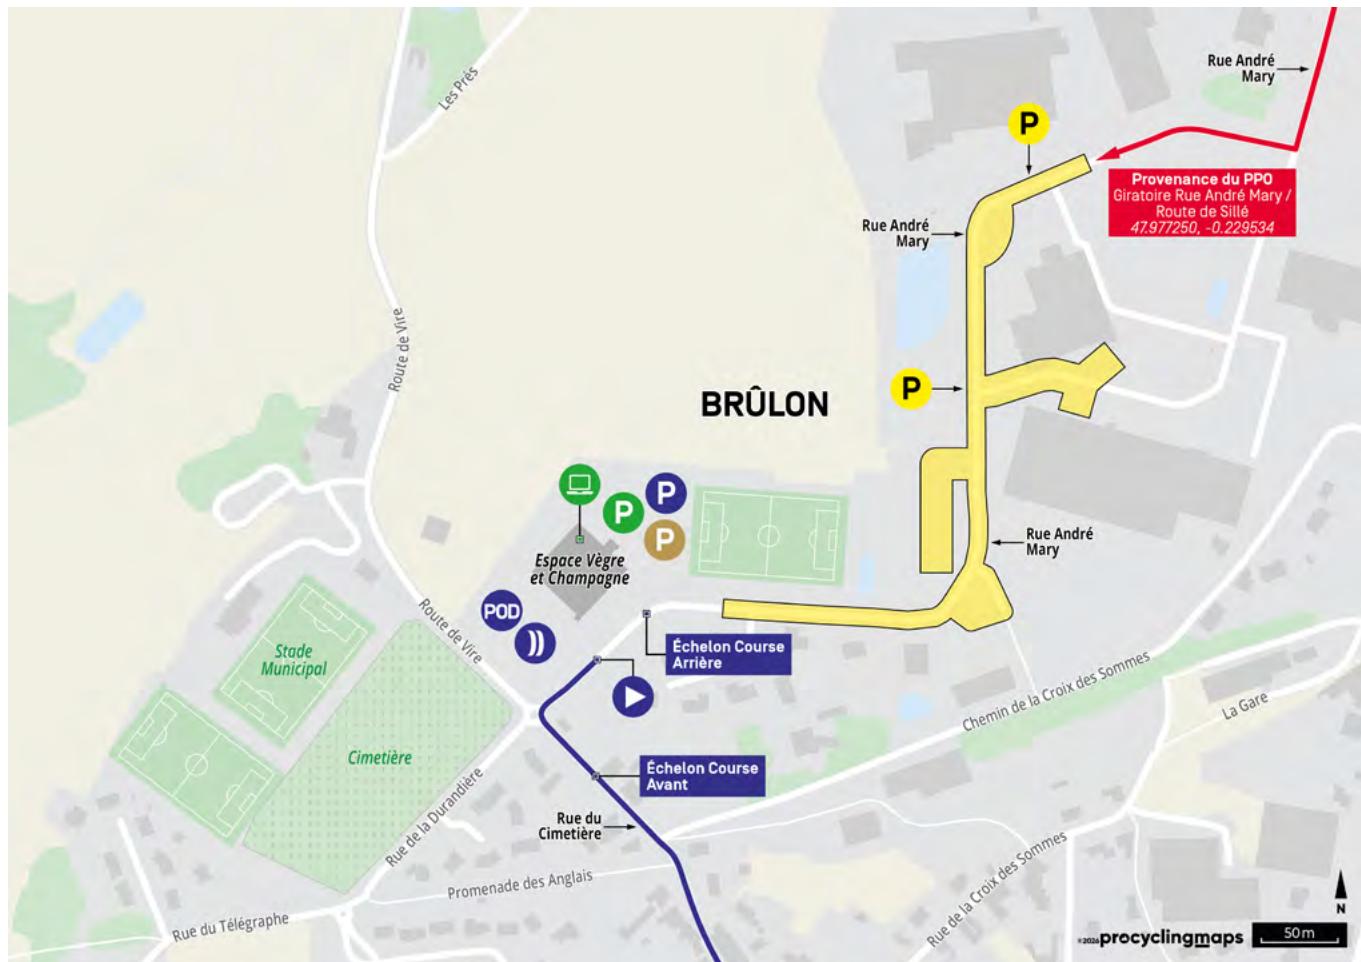 Les Prés
Rue André
Mary
P
Provenance du PPO
Giratoire Rue André Mary /
Route de Sillé
47.977250, -0.229534
Rue André
Mary
Route de Vire
P
BRÛLON
P
P
P
Espace Vègre
et Champagne
Rue André
Mary
POD
Route de Vire
Échelon Course
Arrière
Stade
Municipal
Chemin de la Croix des Sommes
La Gare
Cimetière
Échelon Course
Avant
Rue de la Durandière
Rue du
Cimetière
Promenade des Anglais
Rue de la Croix des Sommes
Rue du Télégraphe
N
©2026 procyclingmaps
50 m